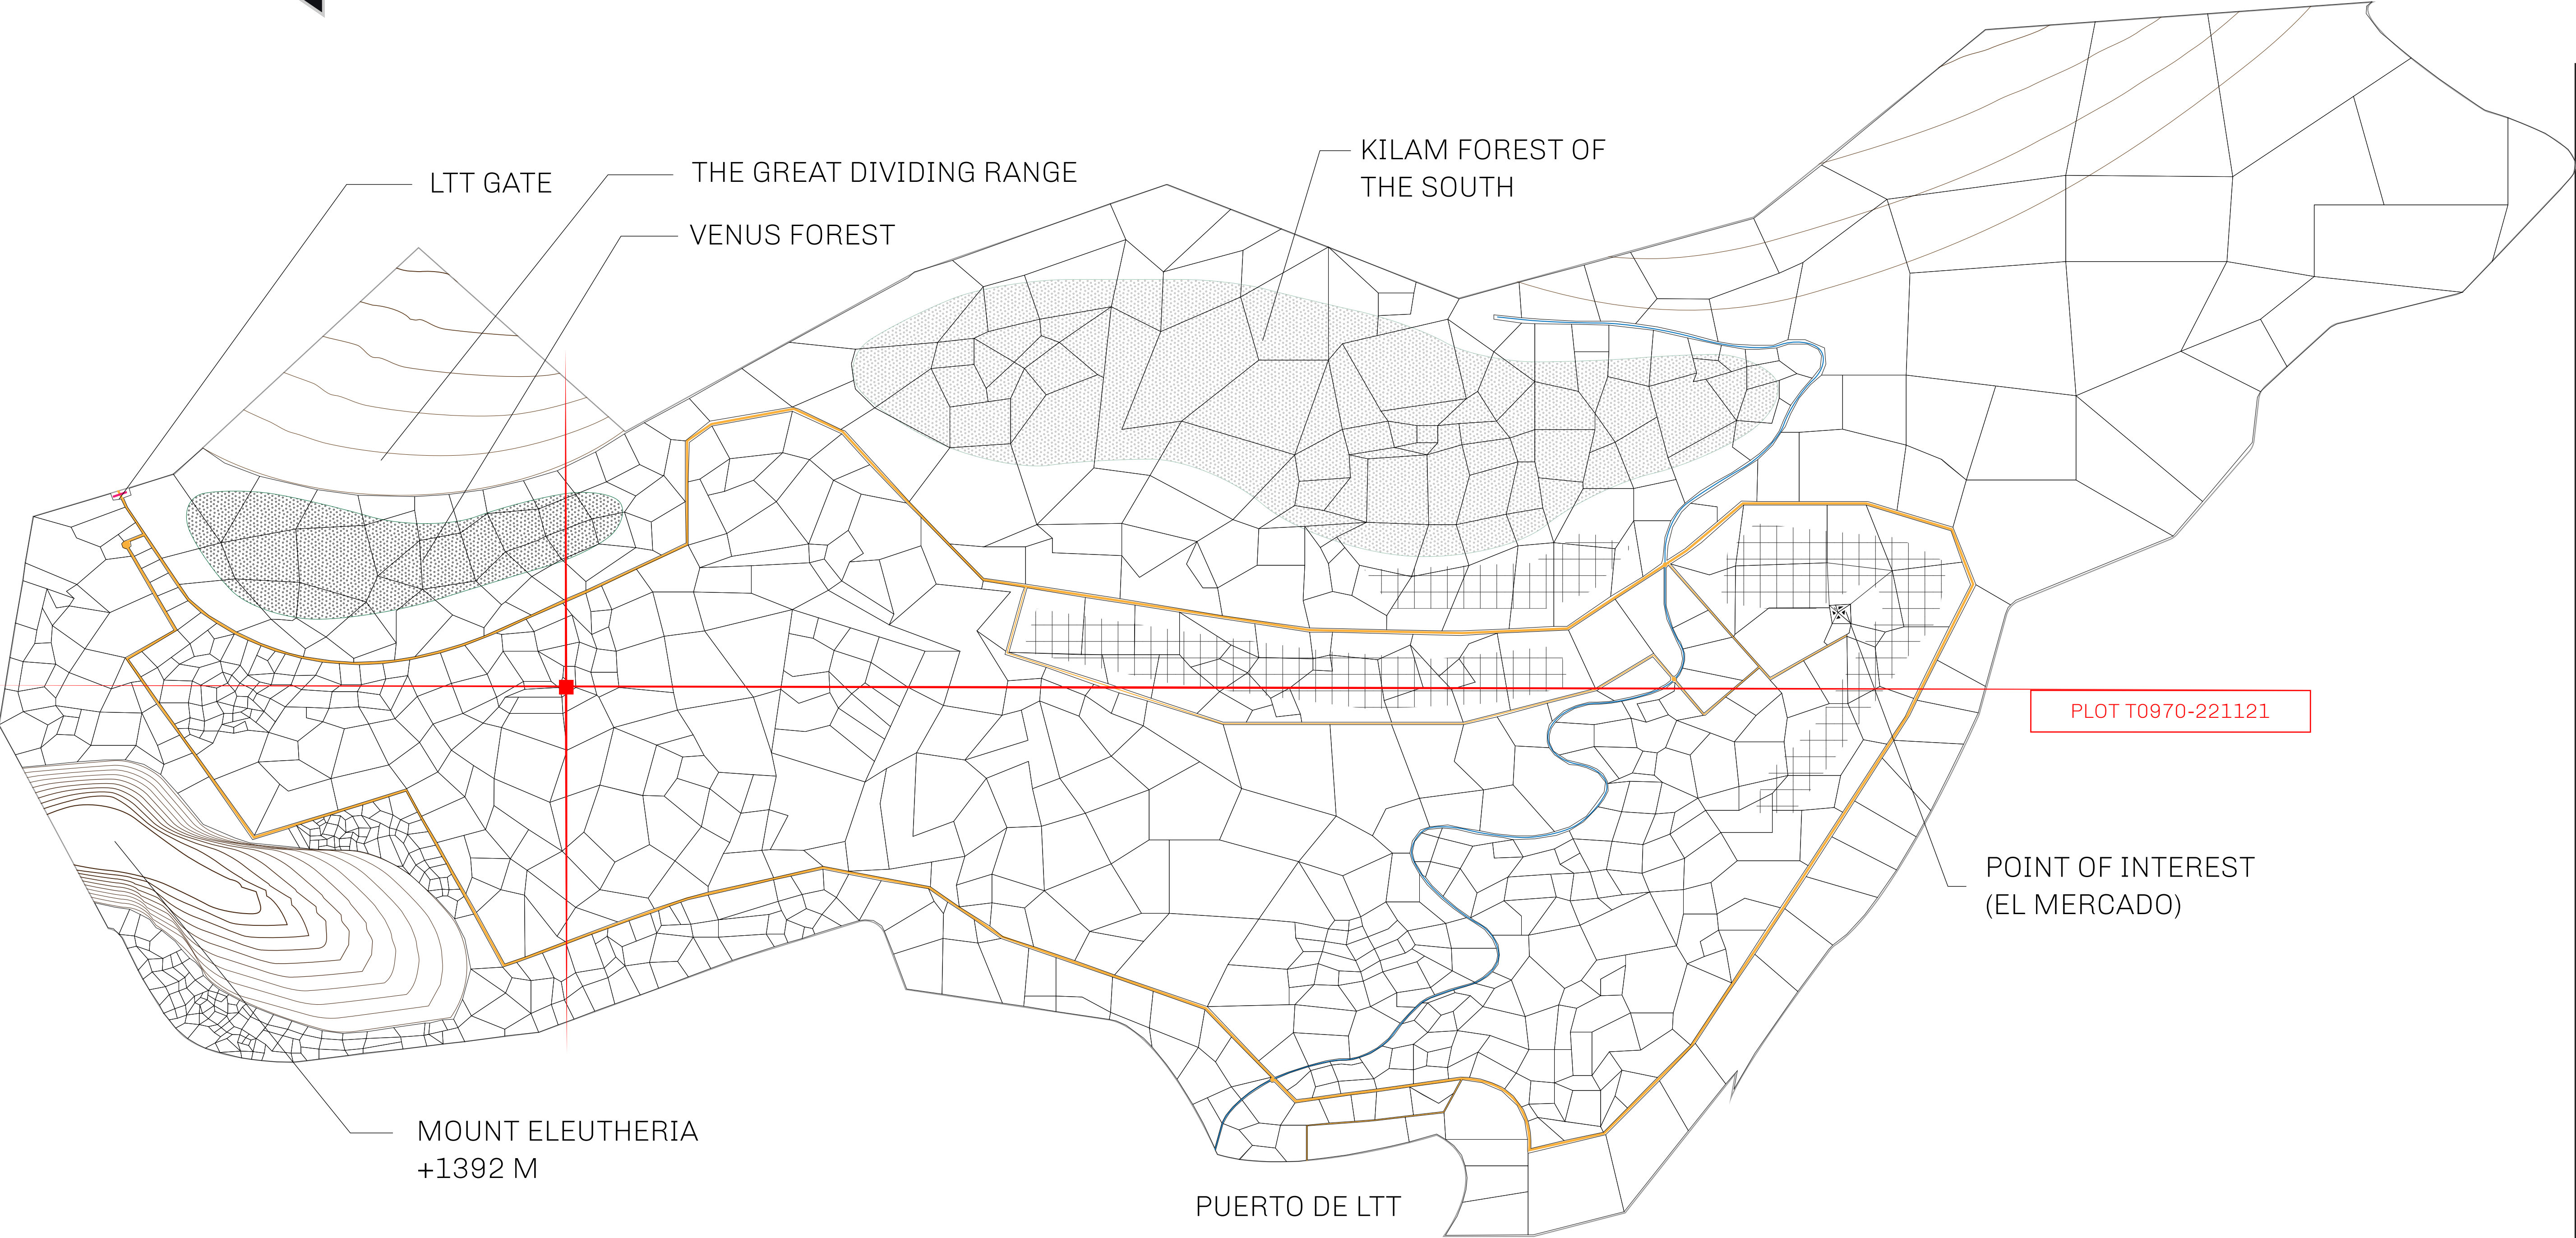 KILAM FOREST OF
THE SOUTH
THE GREAT DIVIDING RANGE
LTT GATE
VENUS FOREST
PLOT T0970-221121
POINT OF INTEREST
(EL MERCADO)
MOUNT ELEUTHERIA
+1392 M
PUERTO DE LTT